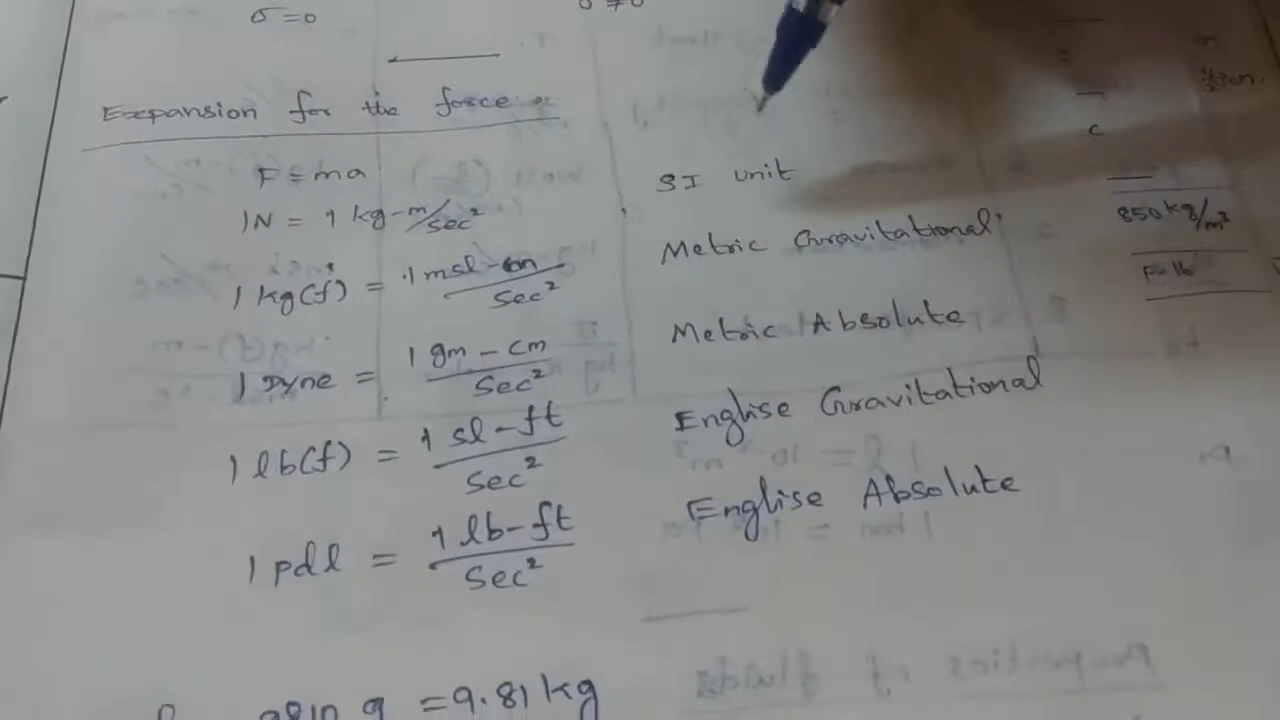 σ = 0
Expansion for the force :-
F = ma
SI unit
1N = 1 kg-m/sec²
Metric Gravitational
1 kg(f) = 1 msl-m/sec²
Metric Absolute
1 Dyne = 1 gm-cm/sec²
Englise Gravitational
1 lb(f) = 1 sl-ft/sec²
Englise Absolute
1 pdl = 1 lb-ft/sec²
850 kg/m³
9810 g = 9.81 kg